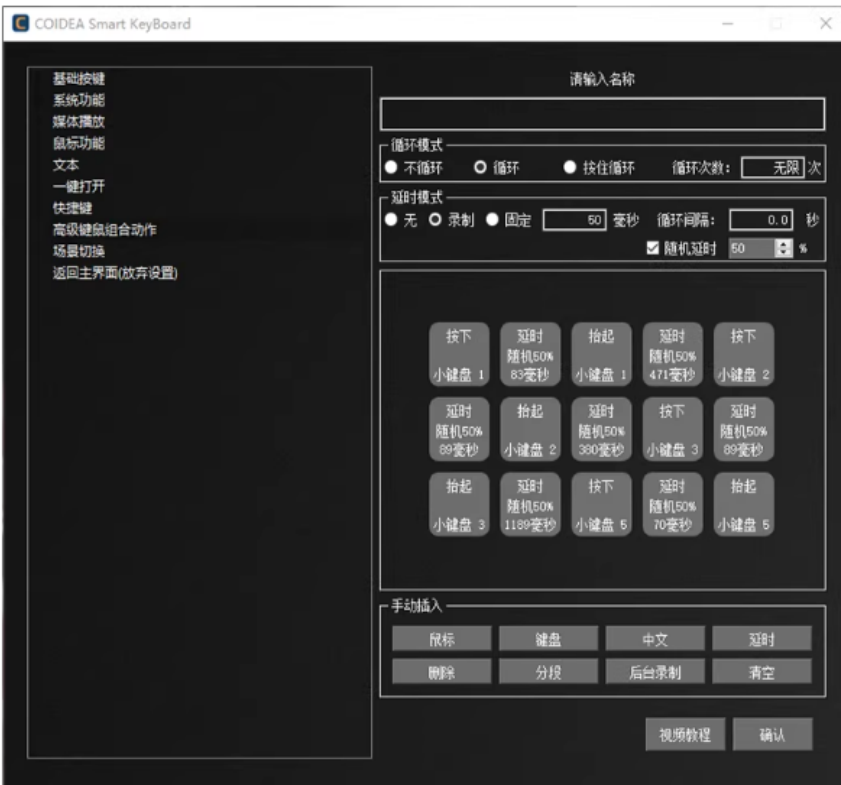 COIDEA Smart KeyBoard
基础按键
系统功能
媒体播放
鼠标功能
文本
一键打开
快捷键
高级键鼠组合动作
场景切换
返回主界面(放弃设置)
请输入名称
循环模式
不循环 循环 按住循环 循环次数: 无限 次
延时模式
无 录制 固定 50 毫秒 循环间隔: 0.0 秒
随机延时 50 %
按下 延时 抬起 延时 按下
随机50% 随机50%
小键盘 1 83毫秒 小键盘 1 471毫秒 小键盘 2
延时 抬起 延时 按下 延时
随机50% 随机50% 随机50%
89毫秒 小键盘 2 380毫秒 小键盘 3 89毫秒
抬起 延时 按下 延时 抬起
随机50% 随机50%
小键盘 3 1189毫秒 小键盘 5 70毫秒 小键盘 5
手动插入
鼠标 键盘 中文 延时
删除 分段 后台录制 清空
视频教程 确认